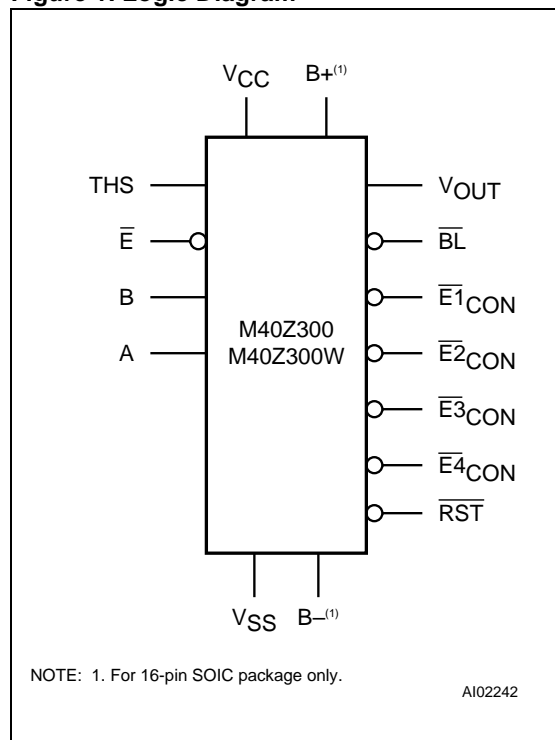 Figure 1. Logic Diagram
VCC B+(1)
THS VOUT
E BL
B E1CON
M40Z300
A M40Z300W E2CON
E3CON
E4CON
RST
VSS B–(1)
NOTE: 1. For 16-pin SOIC package only.
AI02242